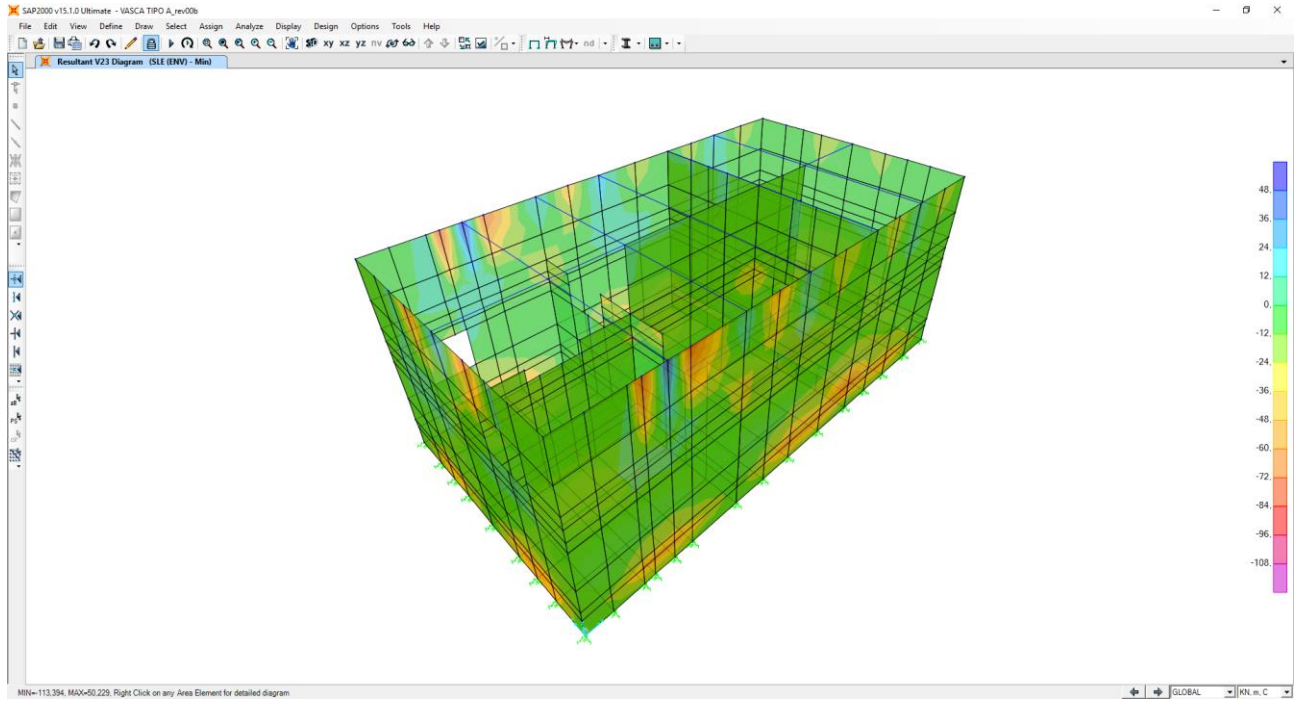 SAP2000 v15.1.0 Ultimate - VASCA TIPO A_rev00b
File Edit View Define Draw Select Assign Analyze Display Design Options Tools Help
xy xz yz nv nd
Resultant V23 Diagram (SLE (ENV) - Min)
48,
36,
24,
12,
0,
-12,
-24,
-36,
-48,
-60,
-72,
-84,
-96,
-108,
MIN=-113.394, MAX=50.229, Right Click on any Area Element for detailed diagram
GLOBAL KN, m, C